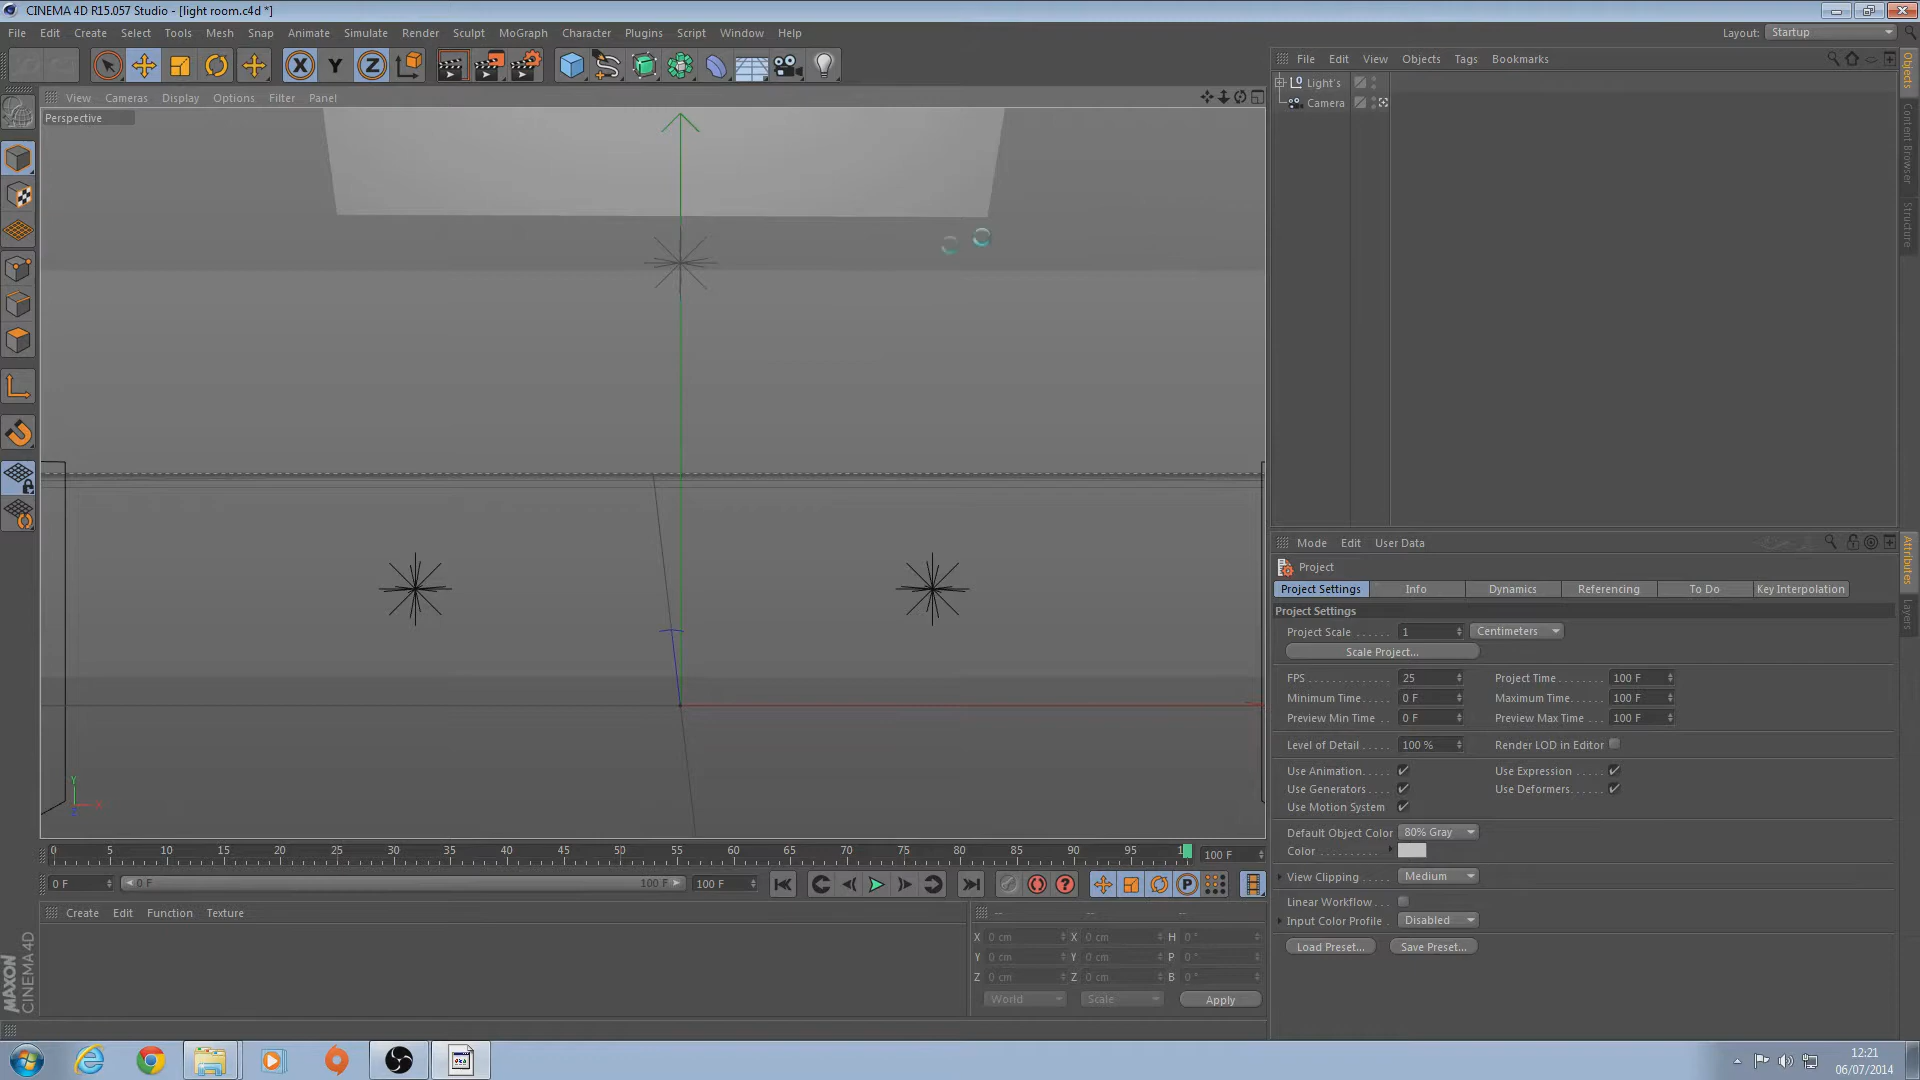 CINEMA 4D R15.057 Studio - [light room.c4d *]
File Edit Create Select Tools Mesh Snap Animate Simulate Render Sculpt MoGraph Character Plugins Script Window Help
Layout: Startup
X Y Z
File Edit View Objects Tags Bookmarks
Light's
Camera
Objects
Content Browser
Structure
View Cameras Display Options Filter Panel
Perspective
Y
X
Z
Mode Edit User Data
Project
Project Settings Info Dynamics Referencing To Do Key Interpolation
Project Settings
Project Scale ...... 1 Centimeters
Scale Project...
FPS ............. 25 Project Time ........ 100 F
Minimum Time .... 0 F Maximum Time...... 100 F
Preview Min Time .. 0 F Preview Max Time ... 100 F
Level of Detail ..... 100 % Render LOD in Editor
Use Animation..... Use Expression .....
Use Generators.... Use Deformers......
Use Motion System
Default Object Color 80% Gray
Color ..........
View Clipping..... Medium
Linear Workflow...
Input Color Profile . Disabled
Load Preset... Save Preset...
Attributes
Layers
0 5 10 15 20 25 30 35 40 45 50 55 60 65 70 75 80 85 90 95 1 100 F
0 F 0 F 100 F 100 F
P
Create Edit Function Texture
-- -- --
X 0 cm X 0 cm H 0 °
Y 0 cm Y 0 cm P 0 °
Z 0 cm Z 0 cm B 0 °
World Scale Apply
MAXON
CINEMA 4D
12:21
06/07/2014